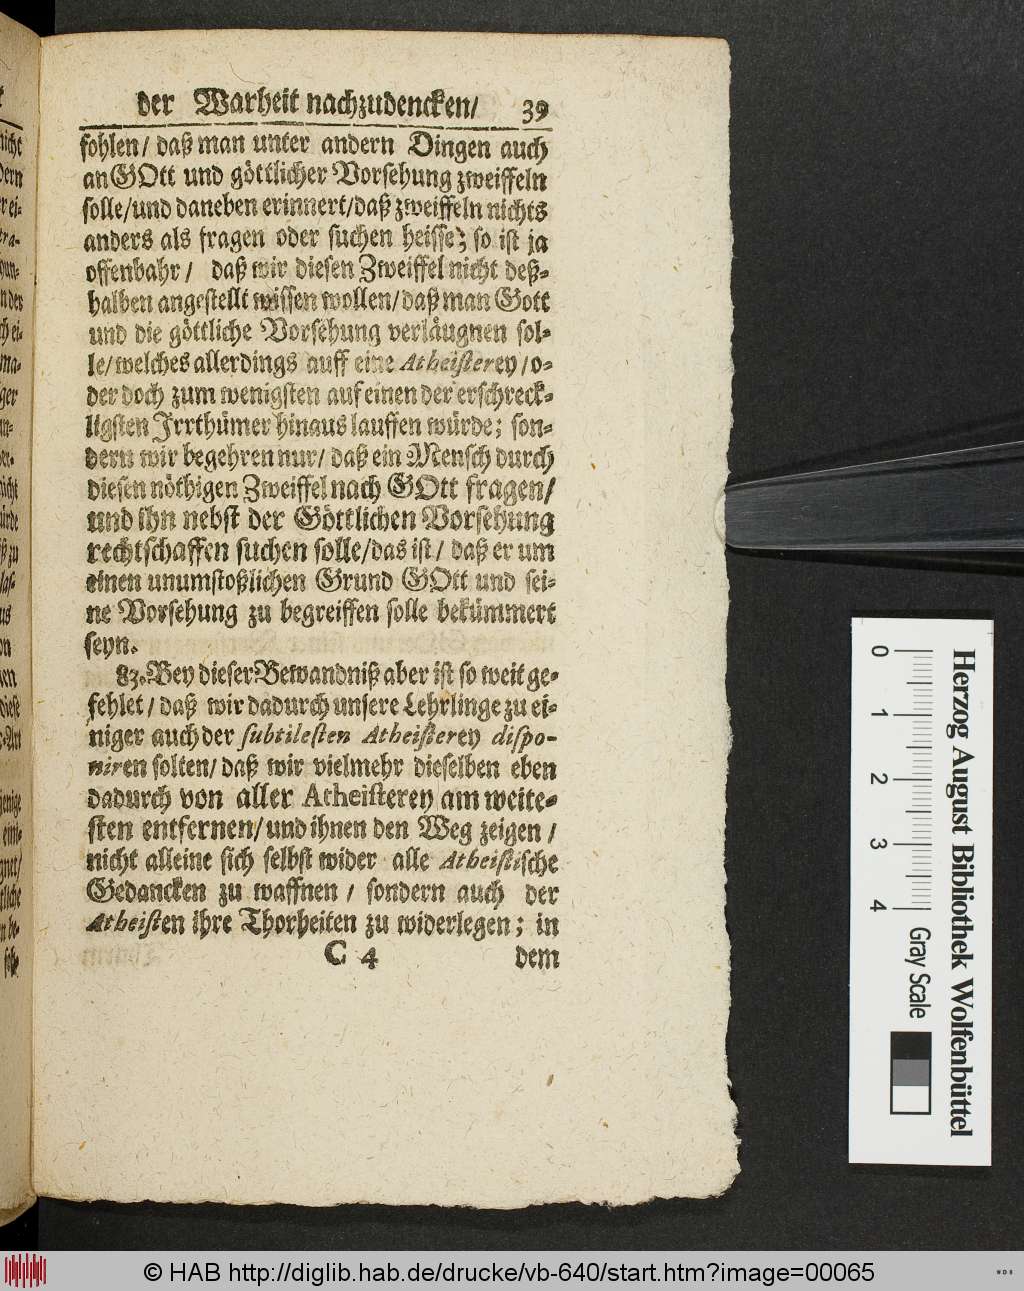 der Warheit nachzudencken/ 39
fohlen/ daß man unter andern Dingen auch
an GOtt und göttlicher Vorsehung zweiffeln
solle/und daneben erinnert/daß zweiffeln nichts
anders als fragen oder suchen heisse; so ist ja
offenbahr/ daß wir diesen Zweiffel nicht deß-
halben angestellt wissen wollen/daß man Gott
und die göttliche Vorsehung verläugnen sol-
le/welches allerdings auff eine Atheisterey/o-
der doch zum wenigsten auf einen der erschreck-
ligsten Irrthümer hinaus lauffen würde; son-
dern wir begehren nur/ daß ein Mensch durch
diesen nöthigen Zweiffel nach GOtt fragen/
und ihn nebst der Göttlichen Vorsehung
rechtschaffen suchen solle/das ist/ daß er um
einen unumstoßlichen Grund GOtt und sei-
ne Vorsehung zu begreiffen solle bekümmert
seyn.
83. Bey dieser Bewandniß aber ist so weit ge-
fehlet/ daß wir dadurch unsere Lehrlinge zu ei-
niger auch der subtilesten Atheisterey dispo-
niren solten/ daß wir vielmehr dieselben eben
dadurch von aller Atheisterey am weite-
sten entfernen/und ihnen den Weg zeigen/
nicht alleine sich selbst wider alle Atheistische
Gedancken zu waffnen/ sondern auch der
Atheisten ihre Thorheiten zu widerlegen; in
C 4 dem
0 1 2 3 4
Gray Scale
Herzog August Bibliothek Wolfenbüttel
© HAB http://diglib.hab.de/drucke/vb-640/start.htm?image=00065